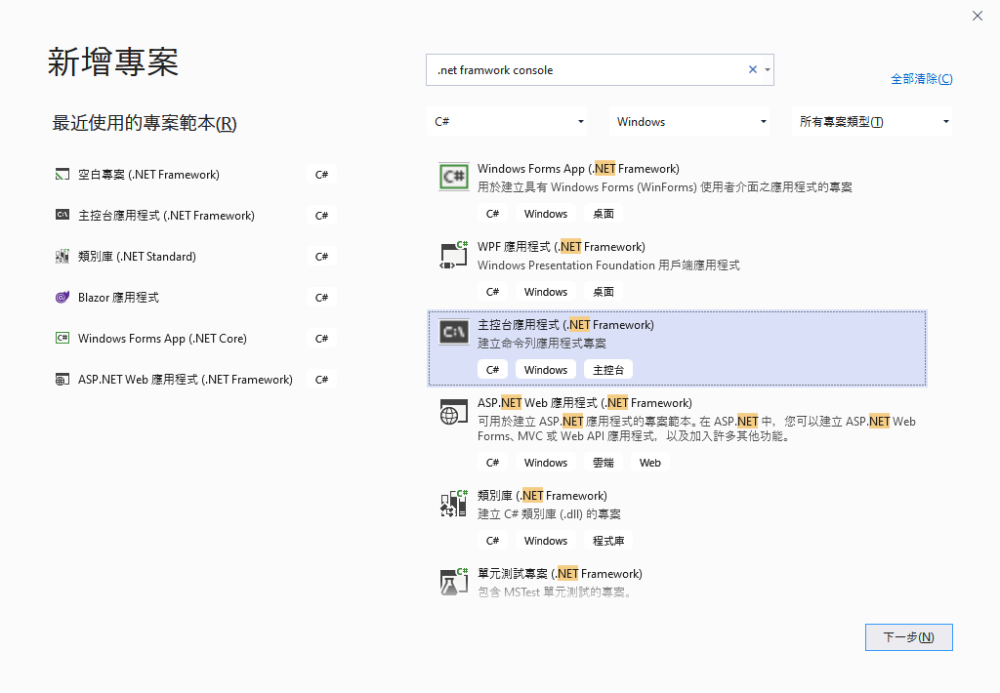 新增專案
.net framwork console
全部清除(C)
最近使用的專案範本(R)
C#
Windows
所有專案類型(T)
空白專案 (.NET Framework)
C#
主控台應用程式 (.NET Framework)
C#
類別庫 (.NET Standard)
C#
Blazor 應用程式
C#
Windows Forms App (.NET Core)
C#
ASP.NET Web 應用程式 (.NET Framework)
C#
Windows Forms App (.NET Framework)
用於建立具有 Windows Forms (WinForms) 使用者介面之應用程式的專案
C# Windows 桌面
WPF 應用程式 (.NET Framework)
Windows Presentation Foundation 用戶端應用程式
C# Windows 桌面
主控台應用程式 (.NET Framework)
建立命令列應用程式專案
C# Windows 主控台
ASP.NET Web 應用程式 (.NET Framework)
可用於建立 ASP.NET 應用程式的專案範本。在 ASP.NET 中，您可以建立 ASP.NET Web
Forms、MVC 或 Web API 應用程式，以及加入許多其他功能。
C# Windows 雲端 Web
類別庫 (.NET Framework)
建立 C# 類別庫 (.dll) 的專案
C# Windows 程式庫
單元測試專案 (.NET Framework)
包含 MSTest 單元測試的專案。
下一步(N)